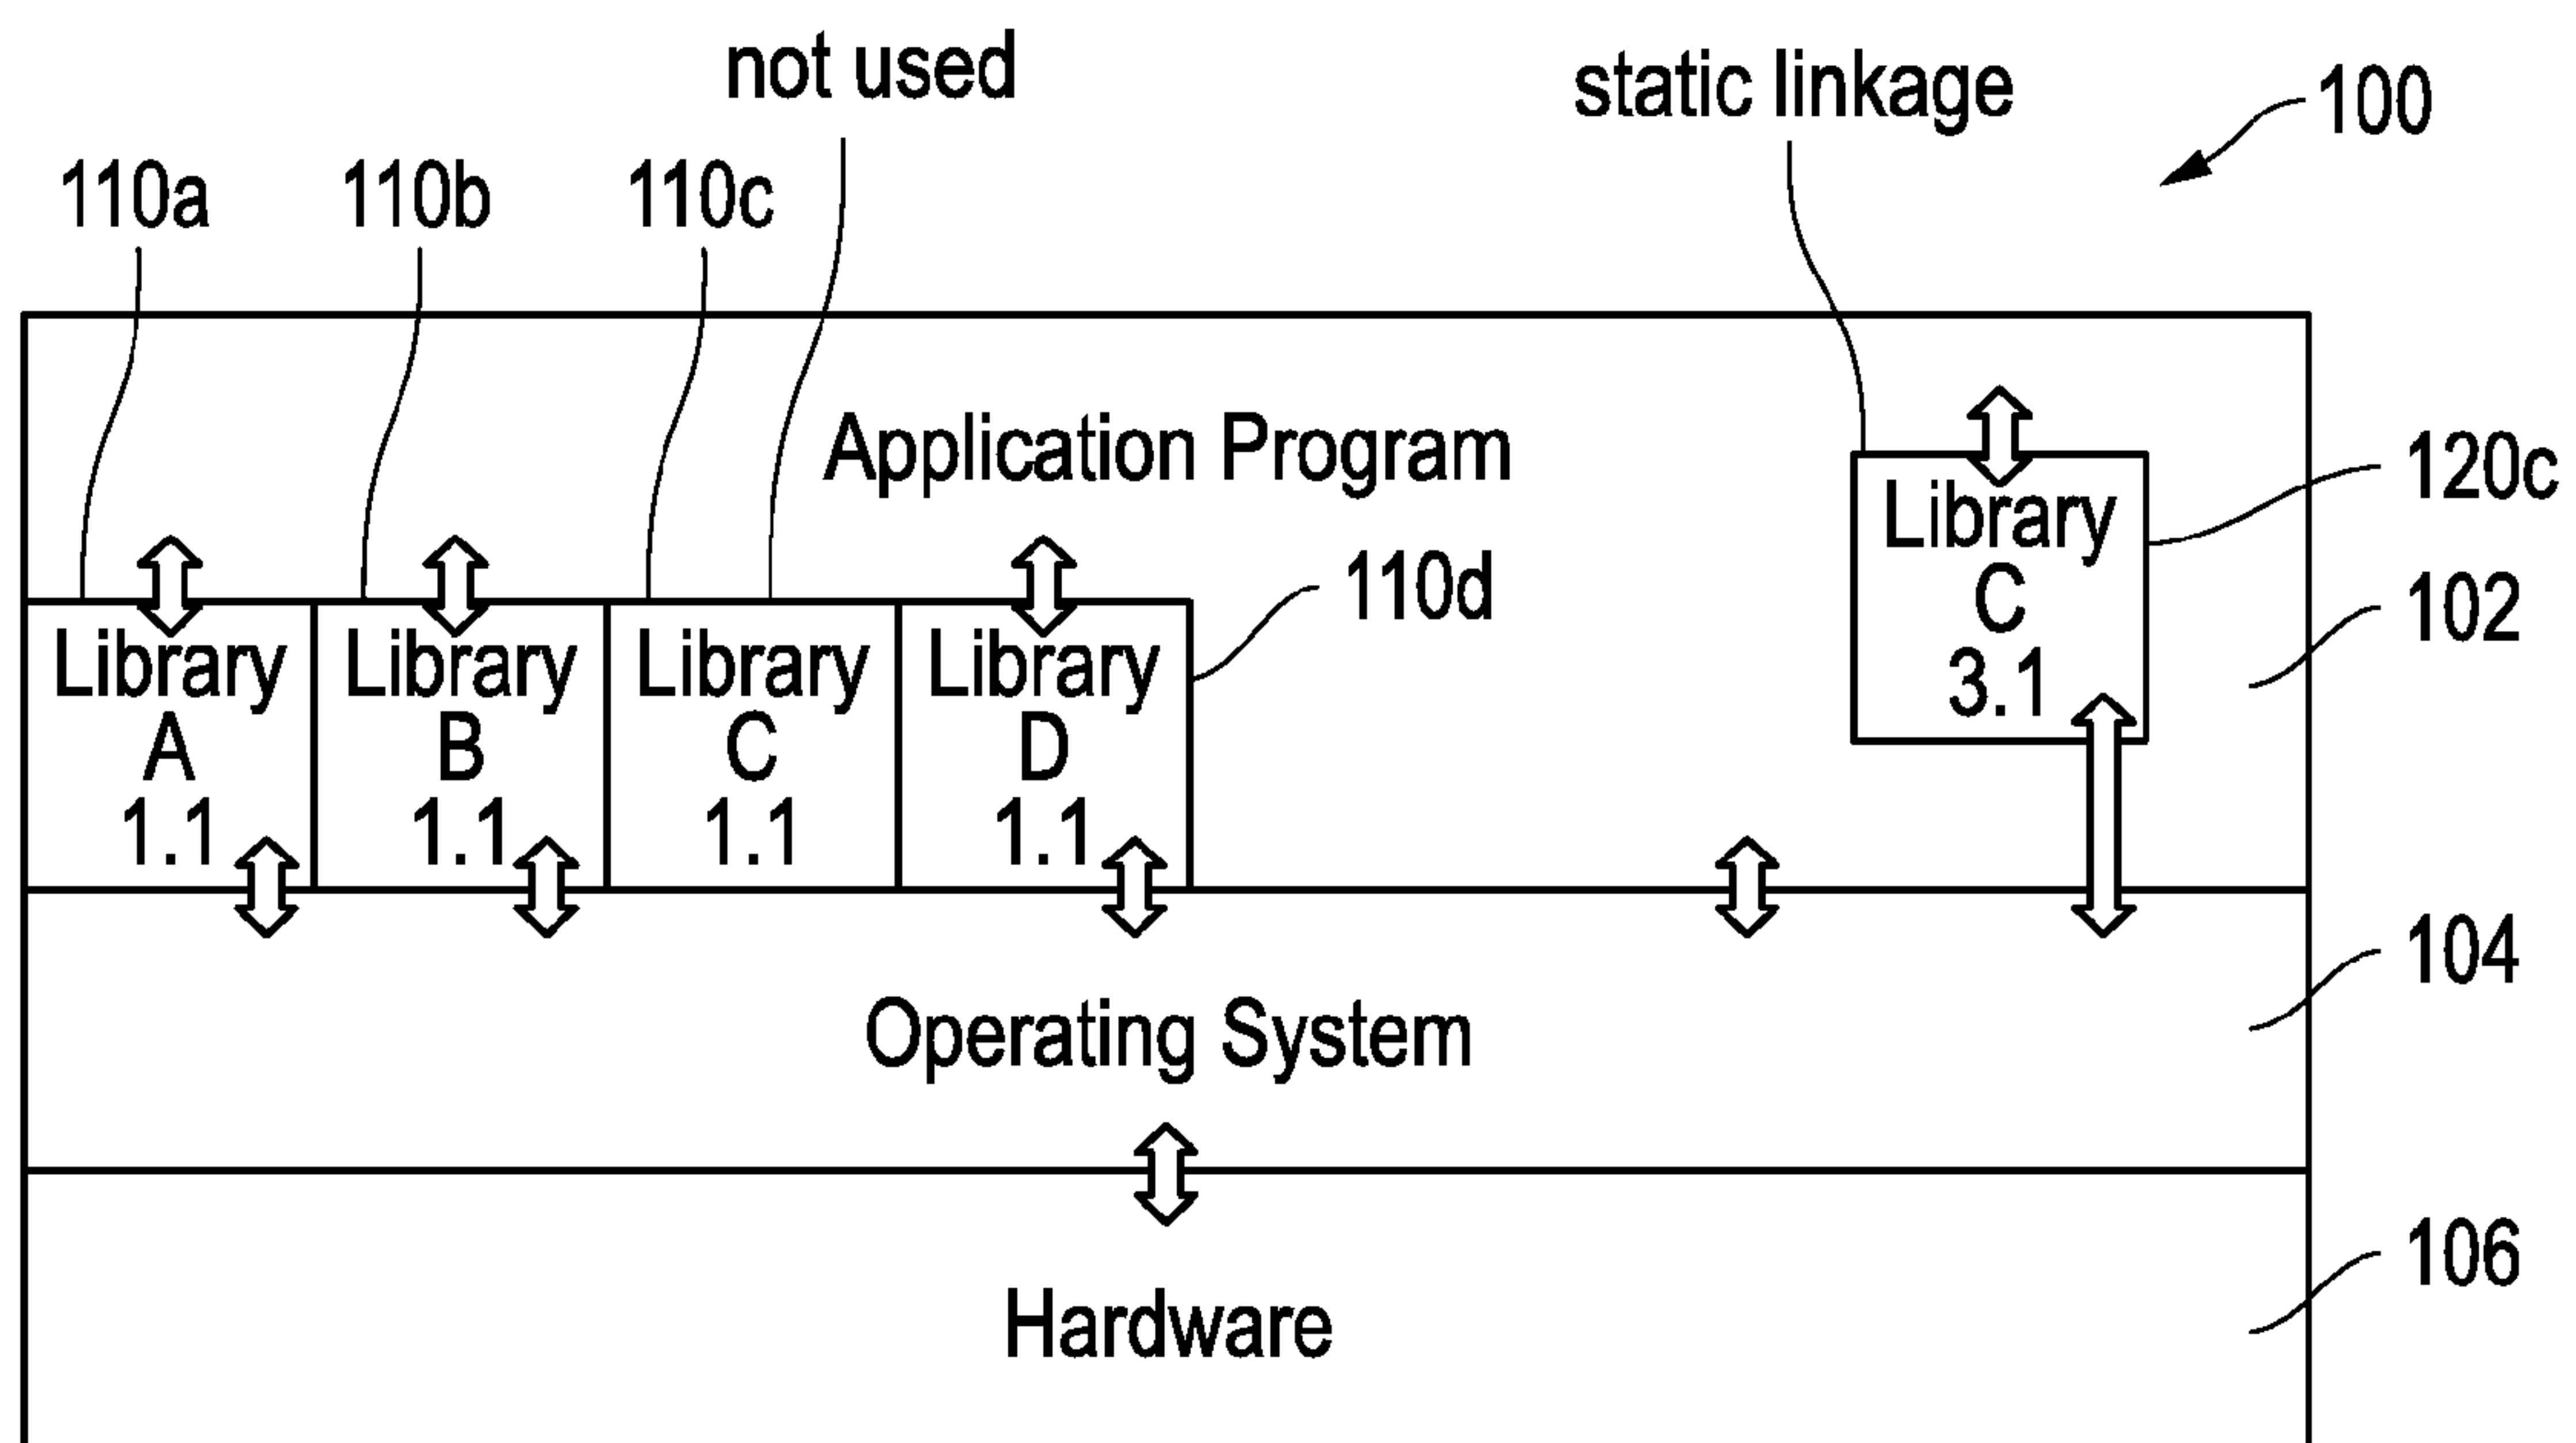 not used
static linkage
100
110a
110b
110c
Application Program
120c
110d
102
Library
C
3.1
Library
A
1.1
Library
B
1.1
Library
C
1.1
Library
D
1.1
104
Operating System
106
Hardware